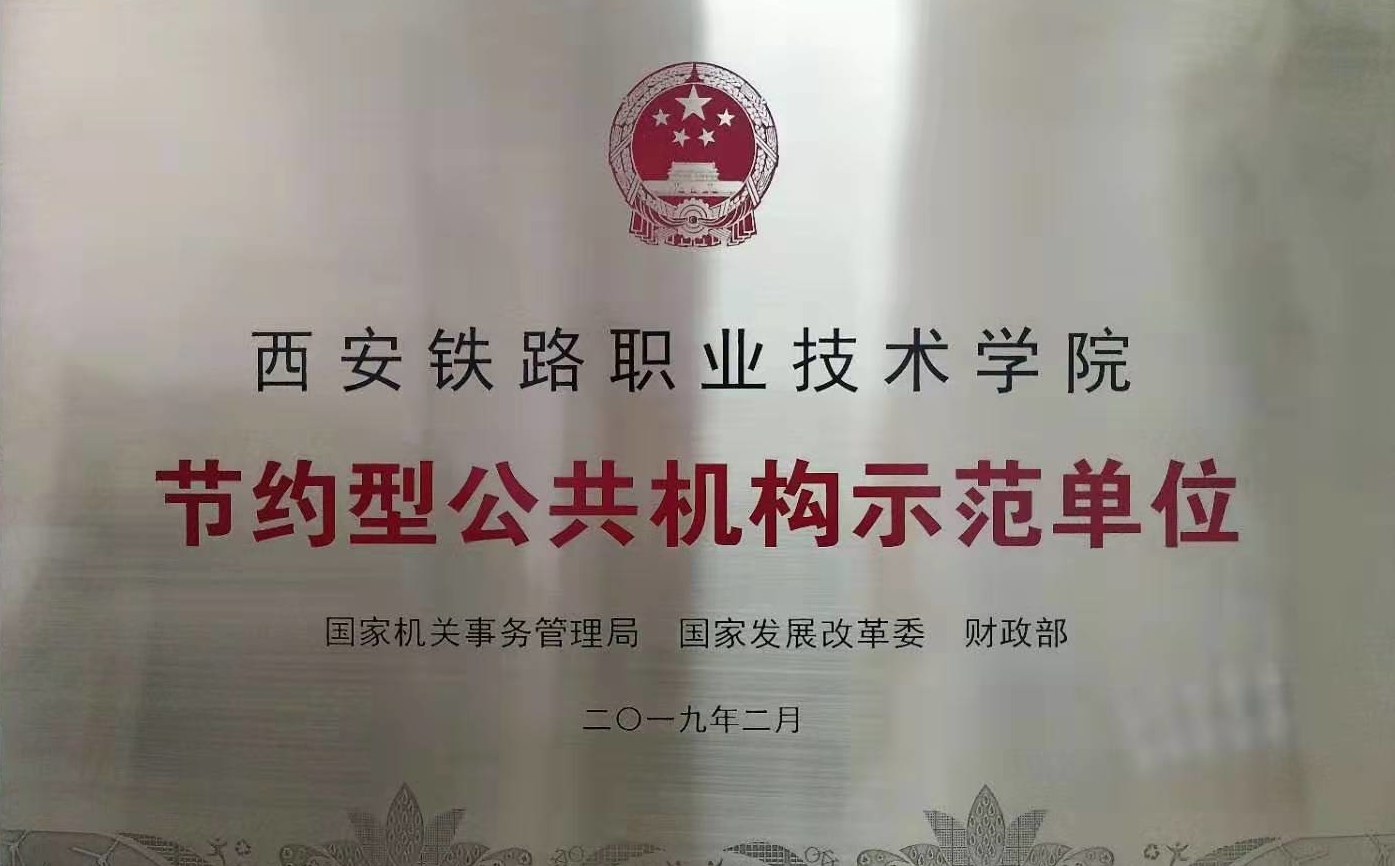 西安铁路职业技术学院
节约型公共机构示范单位
国家机关事务管理局 国家发展改革委 财政部
二〇一九年二月